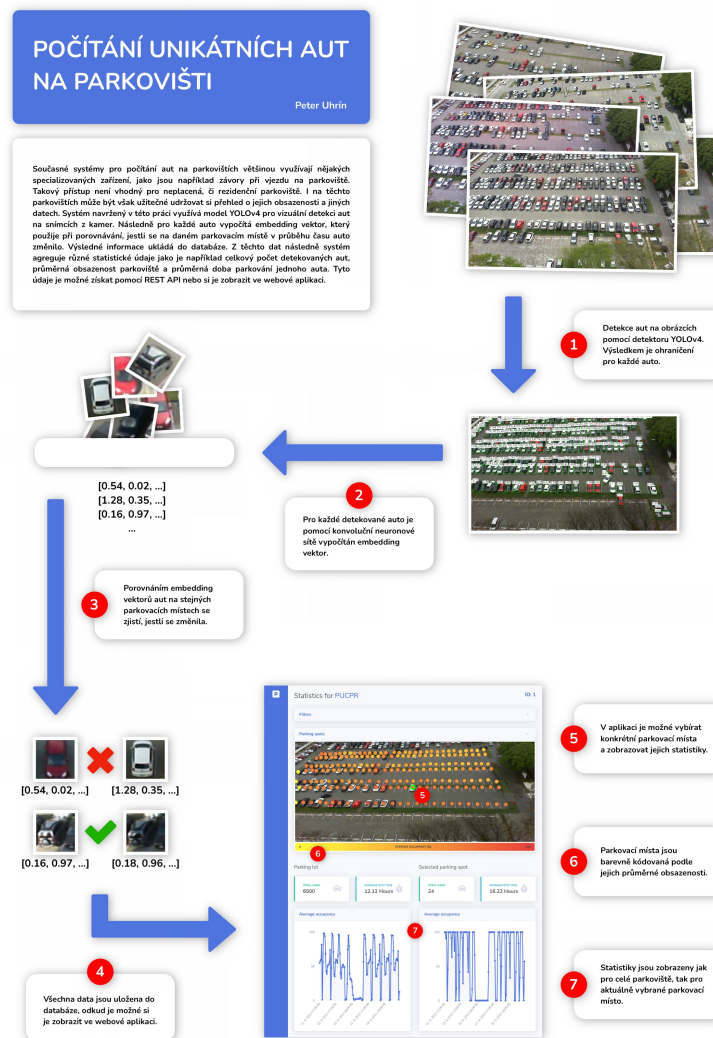 POČÍTÁNÍ UNIKÁTNÍCH AUT
NA PARKOVIŠTI
Peter Uhrín
Současné systémy pro počítání aut na parkovištích většinou využívají nějakých
specializovaných zařízení, jako jsou například závory při vjezdu na parkoviště.
Takový přístup není vhodný pro neplacená, či rezidenční parkoviště. I na těchto
parkovištích může být však užitečné udržovat si přehled o jejich obsazenosti a jiných
datech. Systém navržený v této práci využívá model YOLOv4 pro vizuální detekci aut
na snímcích z kamer. Následně pro každé auto vypočítá embedding vektor, který
použije při porovnávání, jestli se na daném parkovacím místě v průběhu času auto
změnilo. Výsledné informace ukládá do databáze. Z těchto dat následně systém
agreguje různé statistické údaje jako je například celkový počet detekovaných aut,
průměrná obsazenost parkoviště a průměrná doba parkování jednoho auta. Tyto
údaje je možné získat pomocí REST API nebo si je zobrazit ve webové aplikaci.
1
Detekce aut na obrázcích
pomocí detektoru YOLOv4.
Výsledkem je ohraničení
pro každé auto.
2
Pro každé detekované auto je
pomocí konvoluční neuronové
sítě vypočítán embedding
vektor.
[0.54, 0.02, ...]
[1.28, 0.35, ...]
[0.16, 0.97, ...]
...
3
Porovnáním embedding
vektorů aut na stejných
parkovacích místech se
zjistí, jestli se změnila.
[0.54, 0.02, ...] [1.28, 0.35, ...]
[0.16, 0.97, ...] [0.18, 0.96, ...]
4
Všechna data jsou uložena do
databáze, odkud je možné si
je zobrazit ve webové aplikaci.
P
Statistics for PUCPR
ID: 1
Filters
Parking spots
5
6
Parking lot
Selected parking spot
6500
12.13 Hours
24
16.22 Hours
Average occupancy
7
Average occupancy
5
V aplikaci je možné vybírat
konkrétní parkovací místa
a zobrazovat jejich statistiky.
6
Parkovací místa jsou
barevně kódovaná podle
jejich průměrné obsazenosti.
7
Statistiky jsou zobrazeny jak
pro celé parkoviště, tak pro
aktuálně vybrané parkovací
místo.